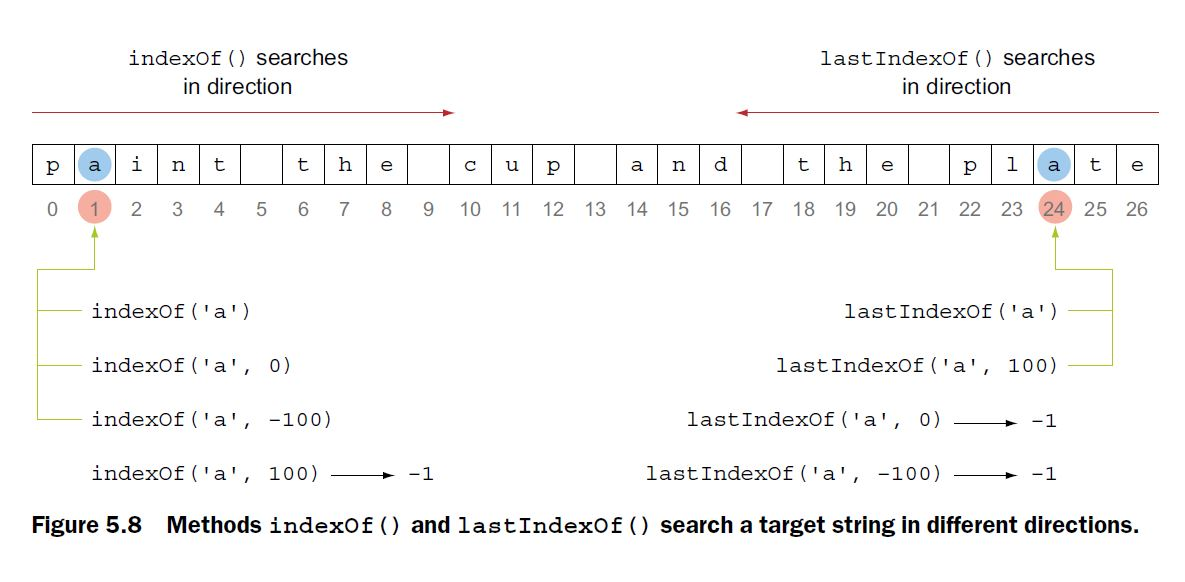 indexOf() searches
in direction
lastIndexOf() searches
in direction
p a i n t   t h e   c u p   a n d   t h e   p l a t e
0 1 2 3 4 5 6 7 8 9 10 11 12 13 14 15 16 17 18 19 20 21 22 23 24 25 26
indexOf('a')
lastIndexOf('a')
indexOf('a', 0)
lastIndexOf('a', 100)
indexOf('a', -100)
lastIndexOf('a', 0) -1
indexOf('a', 100) -1
lastIndexOf('a', -100) -1
Figure 5.8 Methods indexOf() and lastIndexOf() search a target string in different directions.